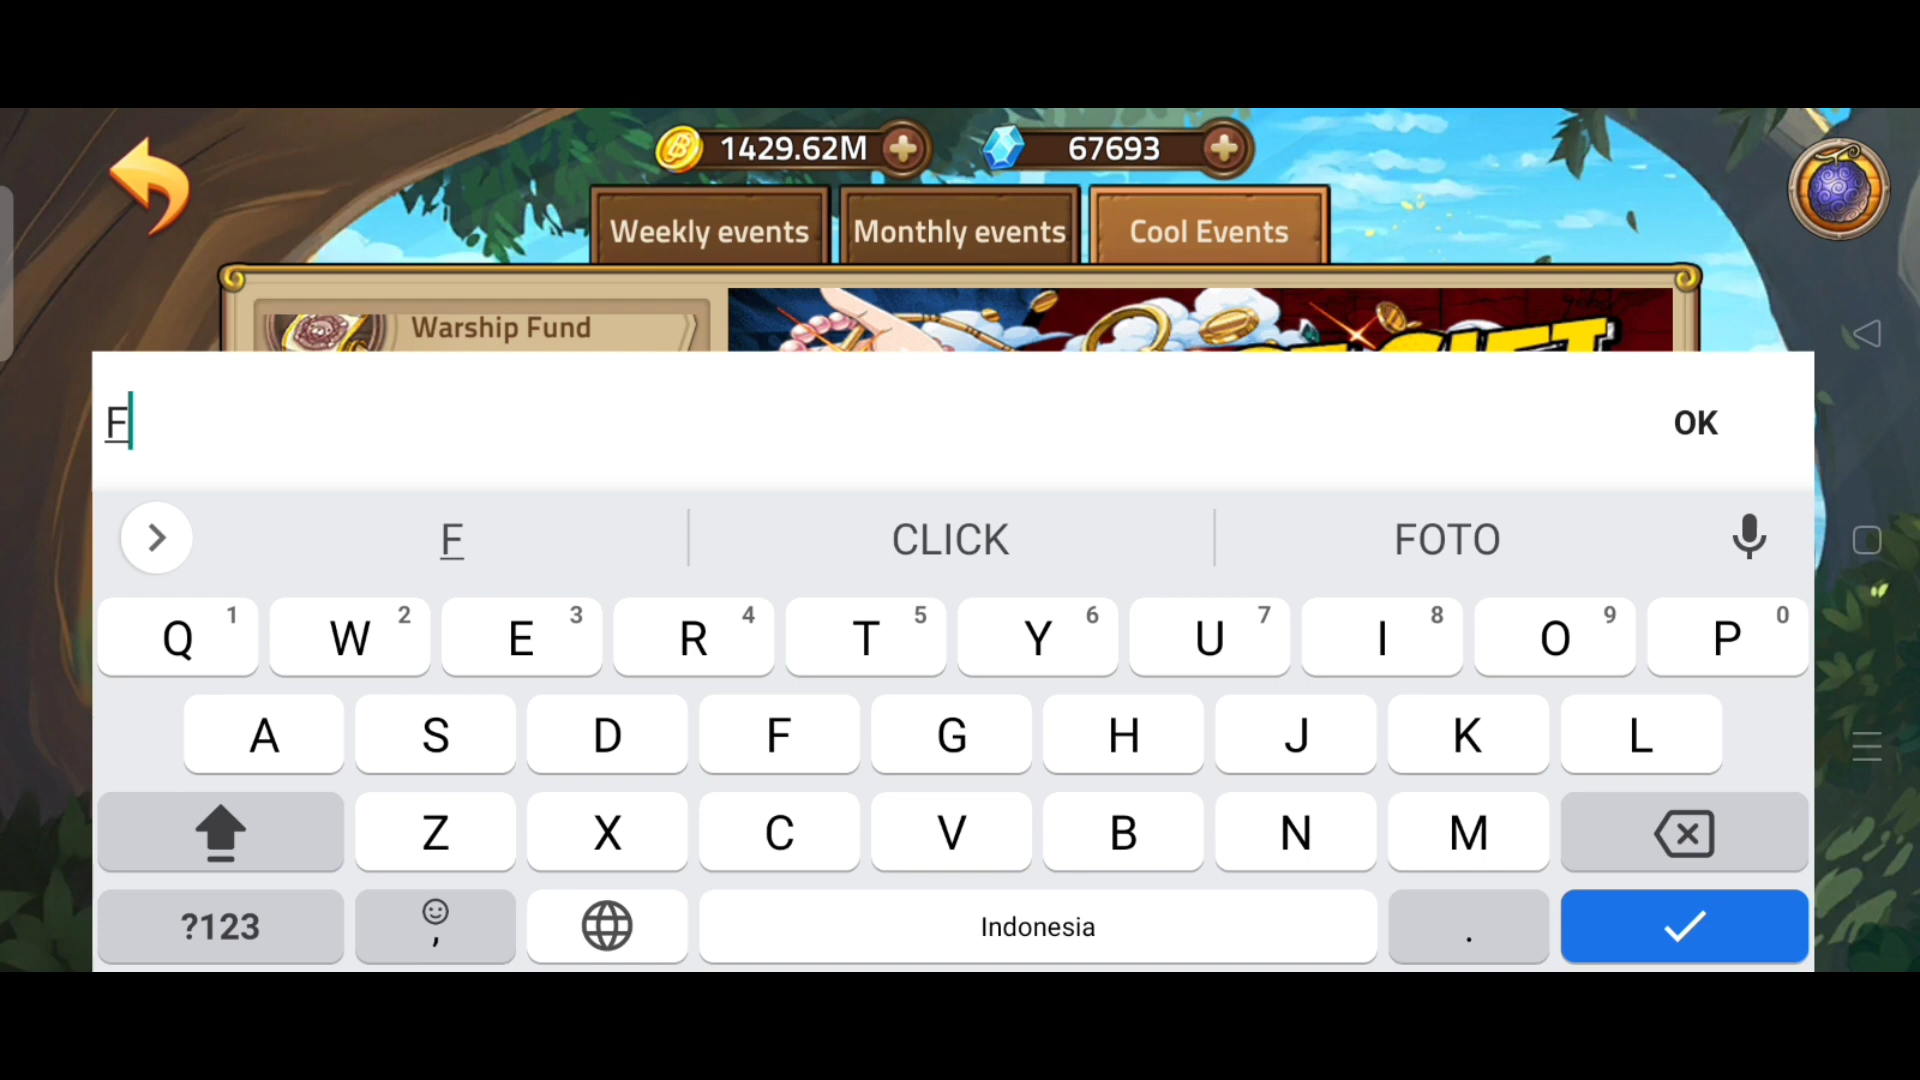 1429.62M
67693
Weekly events
Monthly events
Cool Events
Warship Fund
GIFT
F
OK
F
CLICK
FOTO
Q 1 W 2 E 3 R 4 T 5 Y 6 U 7 I 8 O 9 P 0
A S D F G H J K L
Z X C V B N M
?123 , Indonesia .